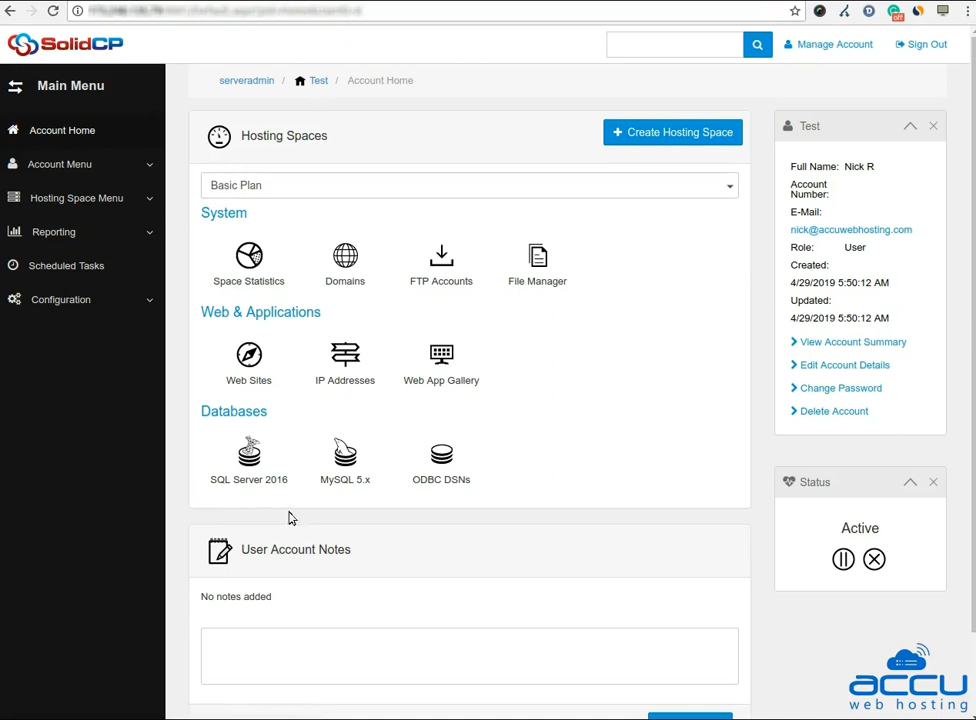 off
SolidCP
Manage Account
Sign Out
Main Menu
serveradmin / Test / Account Home
Account Home
Account Menu
Hosting Space Menu
Reporting
Scheduled Tasks
Configuration
Hosting Spaces
+ Create Hosting Space
Basic Plan
System
Space Statistics
Domains
FTP Accounts
File Manager
Web & Applications
Web Sites
IP Addresses
Web App Gallery
Databases
SQL Server 2016
MySQL 5.x
ODBC DSNs
User Account Notes
No notes added
Test
Full Name: Nick R
Account
Number:
E-Mail:
nick@accuwebhosting.com
Role: User
Created:
4/29/2019 5:50:12 AM
Updated:
4/29/2019 5:50:12 AM
View Account Summary
Edit Account Details
Change Password
Delete Account
Status
Active
accu
web hosting